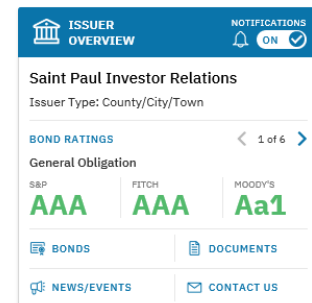 ISSUER
OVERVIEW
NOTIFICATIONS
ON
Saint Paul Investor Relations
Issuer Type: County/City/Town
BOND RATINGS
1 of 6
General Obligation
S&P
FITCH
MOODY'S
AAA
AAA
Aa1
BONDS
DOCUMENTS
NEWS/EVENTS
CONTACT US